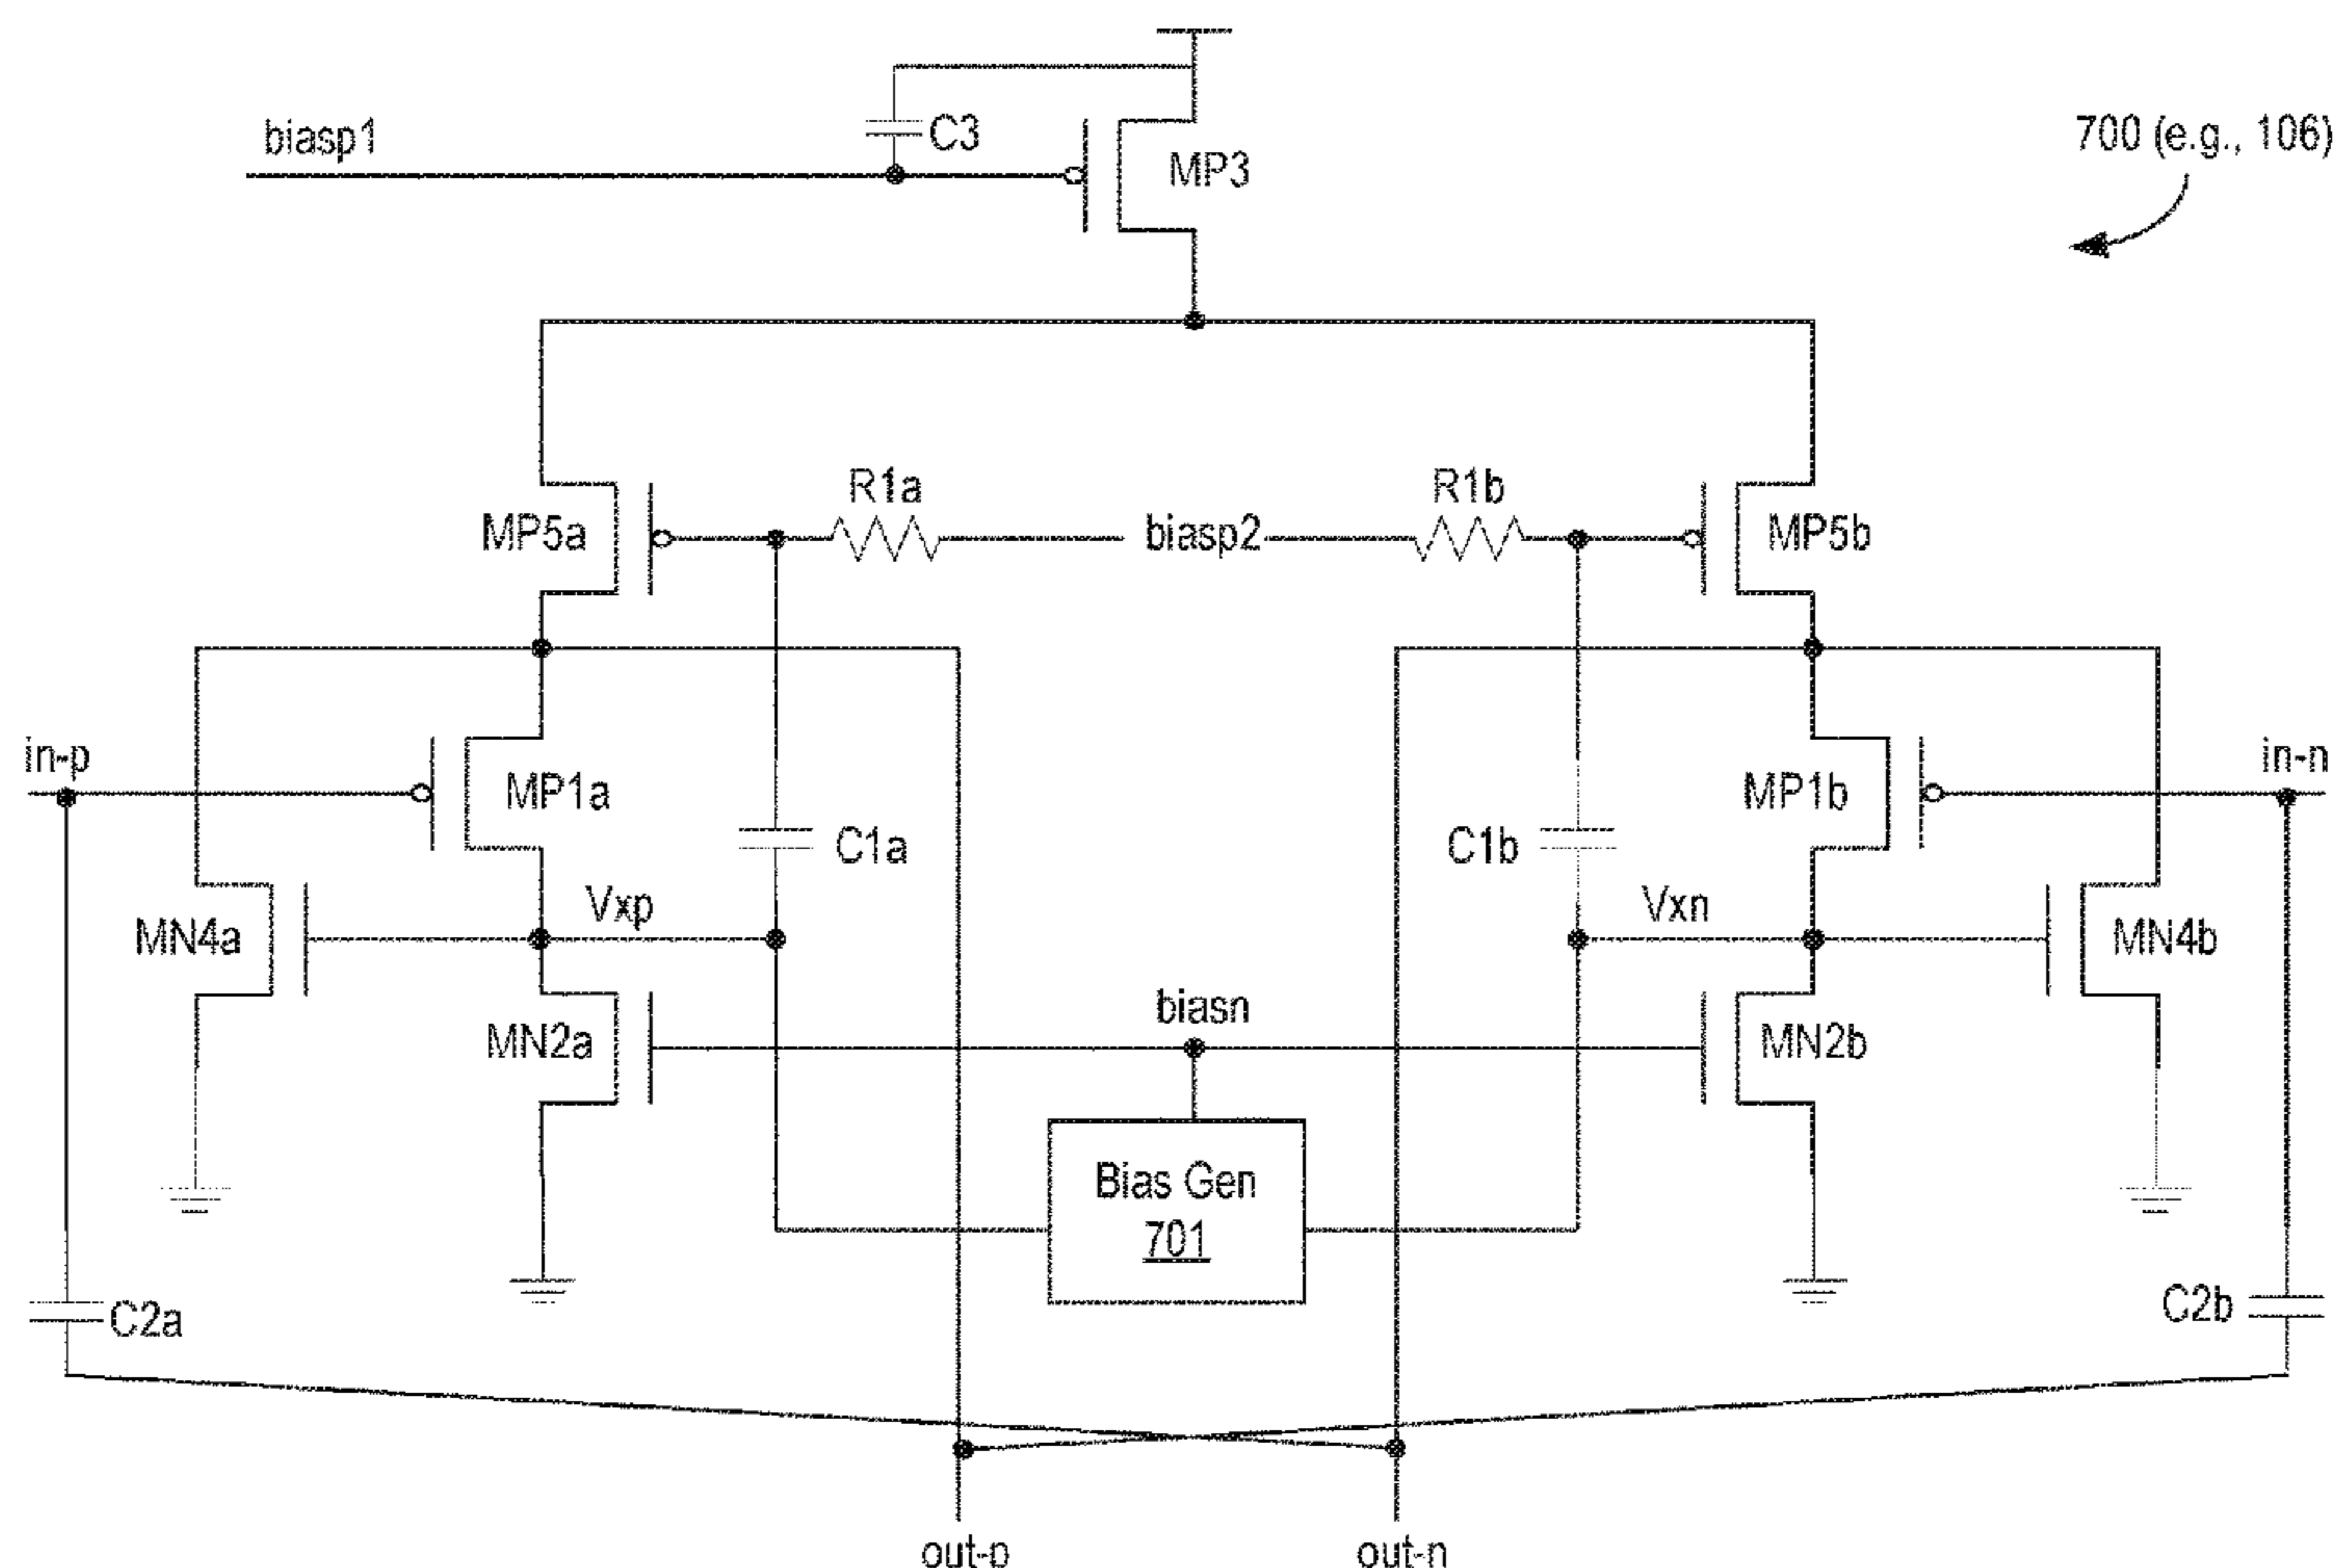 biasp1
C3
MP3
700 (e.g., 106)
R1a
R1b
MP5a
biasp2
MP5b
in-p
in-n
MP1a
MP1b
C1a
C1b
Vxp
Vxn
MN4a
MN4b
biasn
MN2a
MN2b
Bias Gen
701
C2a
C2b
out-p
out-n